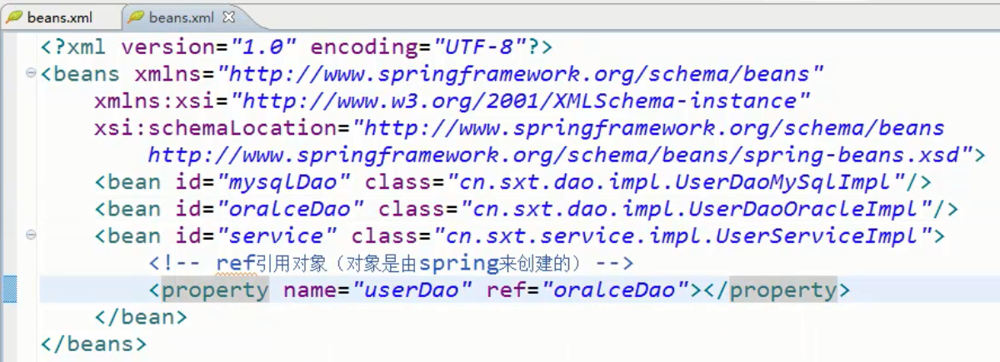 beans.xml beans.xml
<?xml version="1.0" encoding="UTF-8"?>
<beans xmlns="http://www.springframework.org/schema/beans"
xmlns:xsi="http://www.w3.org/2001/XMLSchema-instance"
xsi:schemaLocation="http://www.springframework.org/schema/beans
http://www.springframework.org/schema/beans/spring-beans.xsd">
<bean id="mysqlDao" class="cn.sxt.dao.impl.UserDaoMySqlImpl"/>
<bean id="oralceDao" class="cn.sxt.dao.impl.UserDaoOracleImpl"/>
<bean id="service" class="cn.sxt.service.impl.UserServiceImpl">
<!-- ref引用对象（对象是由spring来创建的）-->
<property name="userDao" ref="oralceDao"></property>
</bean>
</beans>